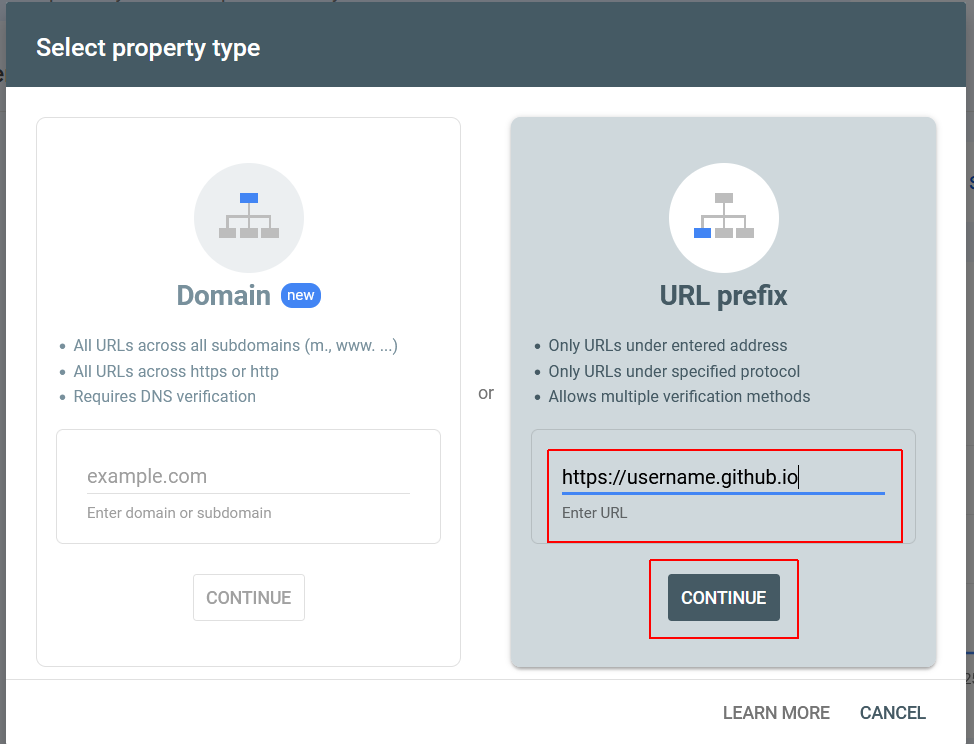 Select property type
Domain new
• All URLs across all subdomains (m., www. ...)
• All URLs across https or http
• Requires DNS verification
example.com
Enter domain or subdomain
CONTINUE
or
URL prefix
• Only URLs under entered address
• Only URLs under specified protocol
• Allows multiple verification methods
https://username.github.io
Enter URL
CONTINUE
LEARN MORE CANCEL